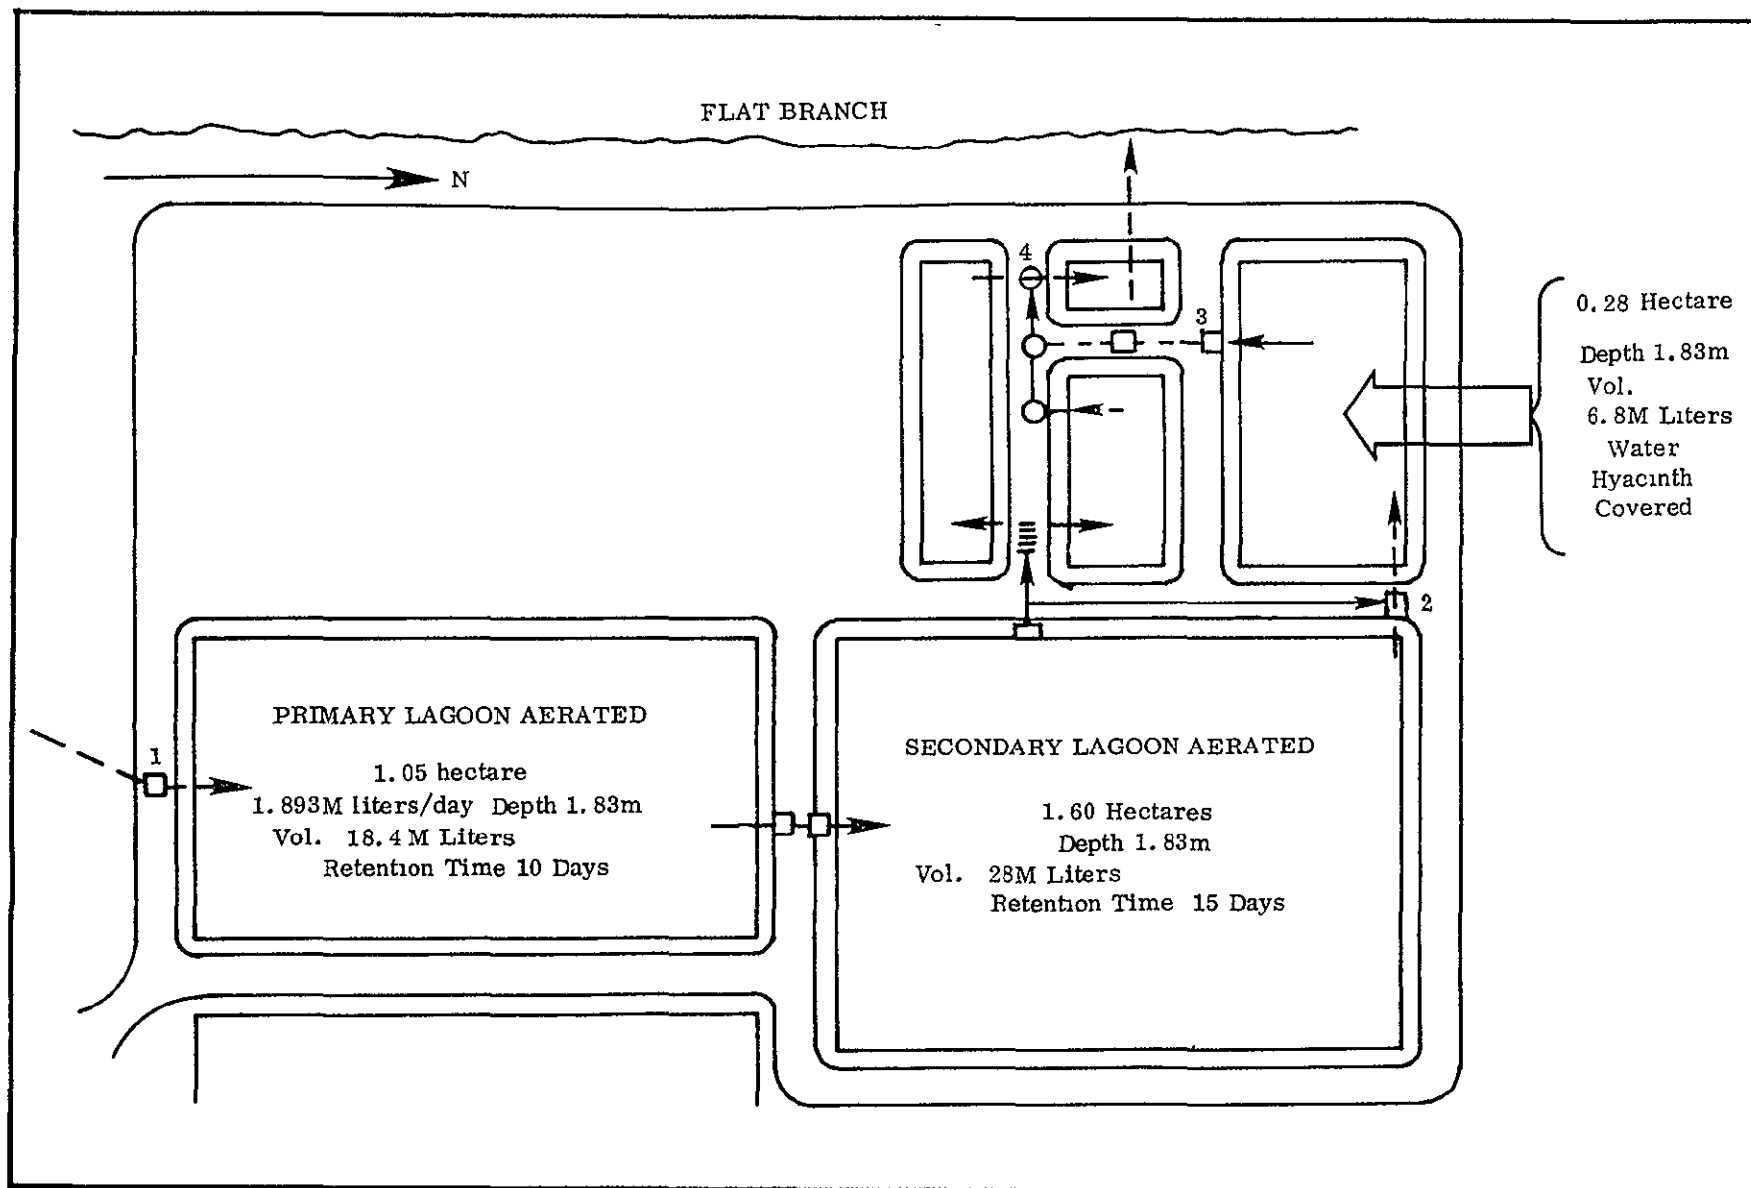 FLAT BRANCH
N
4
3
0.28 Hectare
Depth 1.83m
Vol.
6.8M Liters
Water
Hyacinth
Covered
2
1
PRIMARY LAGOON AERATED
1.05 hectare
1.893M liters/day Depth 1.83m
Vol. 18.4 M Liters
Retention Time 10 Days
SECONDARY LAGOON AERATED
1.60 Hectares
Depth 1.83m
Vol. 28M Liters
Retention Time 15 Days